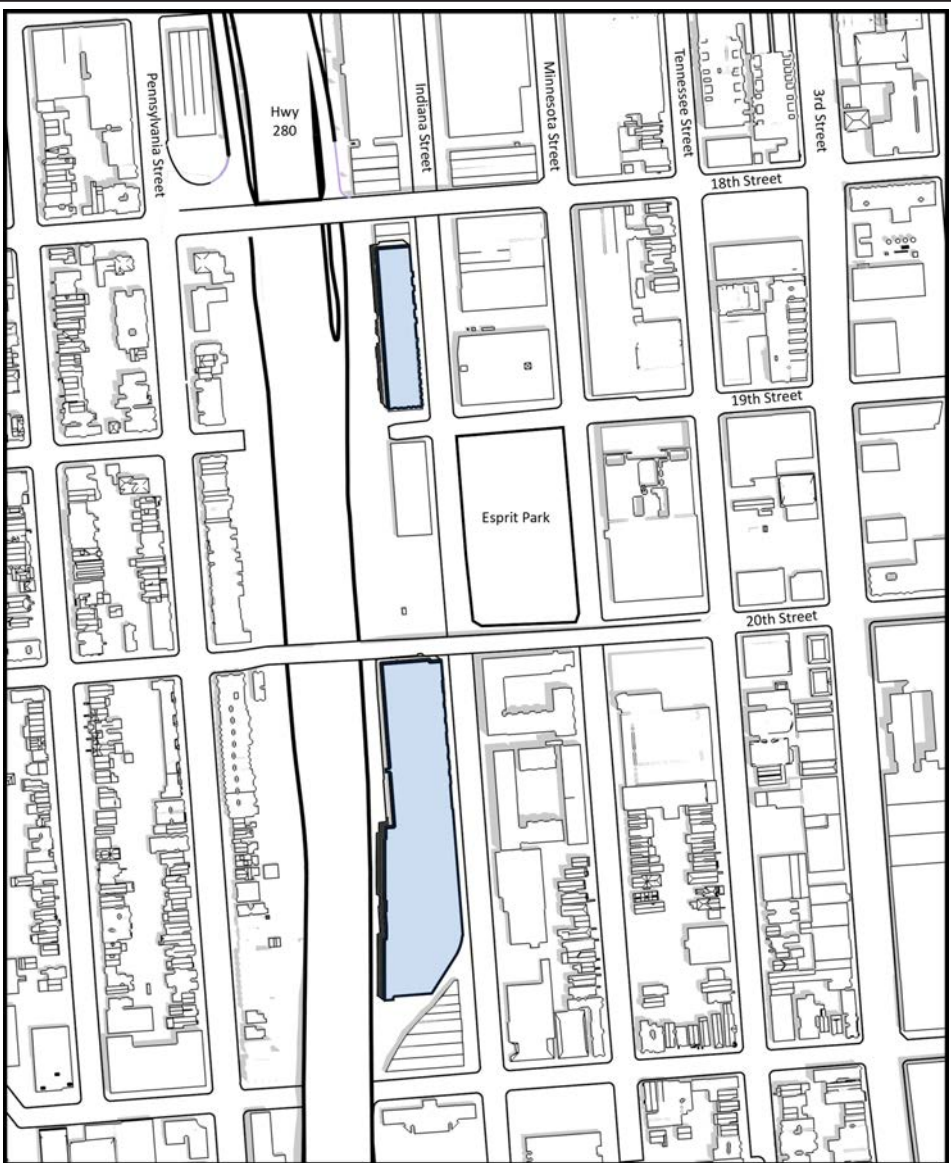 Pennsylvania Street
Hwy
280
Indiana Street
Minnesota Street
Tennessee Street
3rd Street
18th Street
19th Street
Esprit Park
20th Street